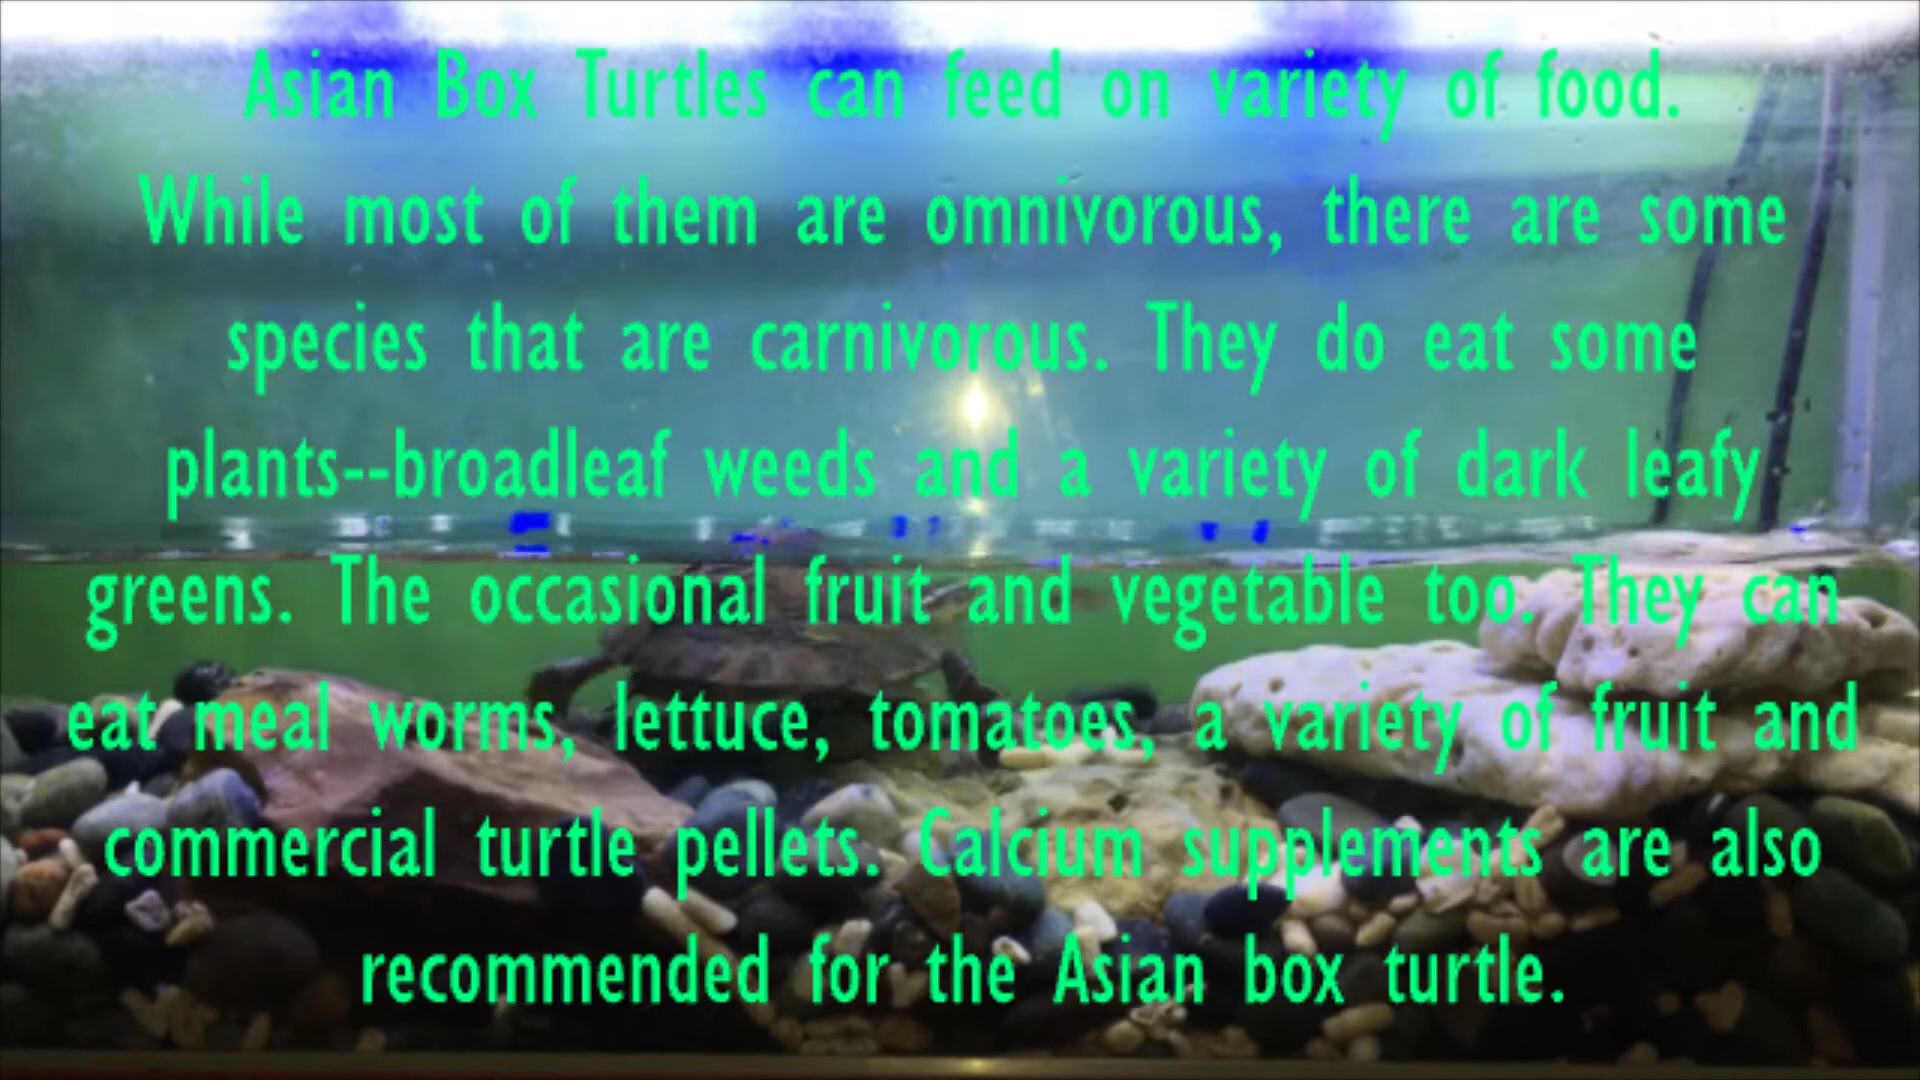 Asian Box Turtles can feed on variety of food.
While most of them are omnivorous, there are some
species that are carnivorous. They do eat some
plants--broadleaf weeds and a variety of dark leafy
greens. The occasional fruit and vegetable too. They can
eat meal worms, lettuce, tomatoes, a variety of fruit and
commercial turtle pellets. Calcium supplements are also
recommended for the Asian box turtle.